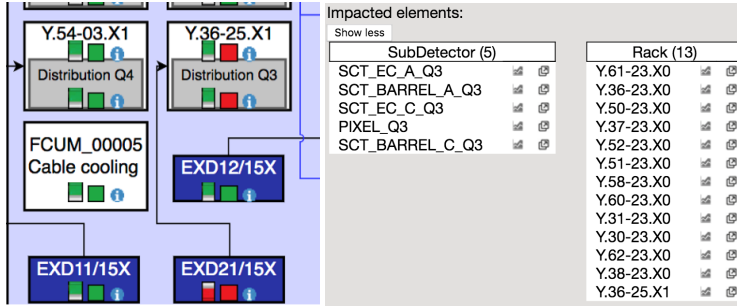 Y.54-03.X1
Distribution Q4
Y.36-25.X1
Distribution Q3
FCUM_00005
Cable cooling
EXD12/15X
EXD11/15X
EXD21/15X
Impacted elements:
Show less
SubDetector (5)
SCT_EC_A_Q3
SCT_BARREL_A_Q3
SCT_EC_C_Q3
PIXEL_Q3
SCT_BARREL_C_Q3
Rack (13)
Y.61-23.X0
Y.36-23.X0
Y.50-23.X0
Y.37-23.X0
Y.52-23.X0
Y.51-23.X0
Y.58-23.X0
Y.60-23.X0
Y.31-23.X0
Y.30-23.X0
Y.62-23.X0
Y.38-23.X0
Y.36-25.X1